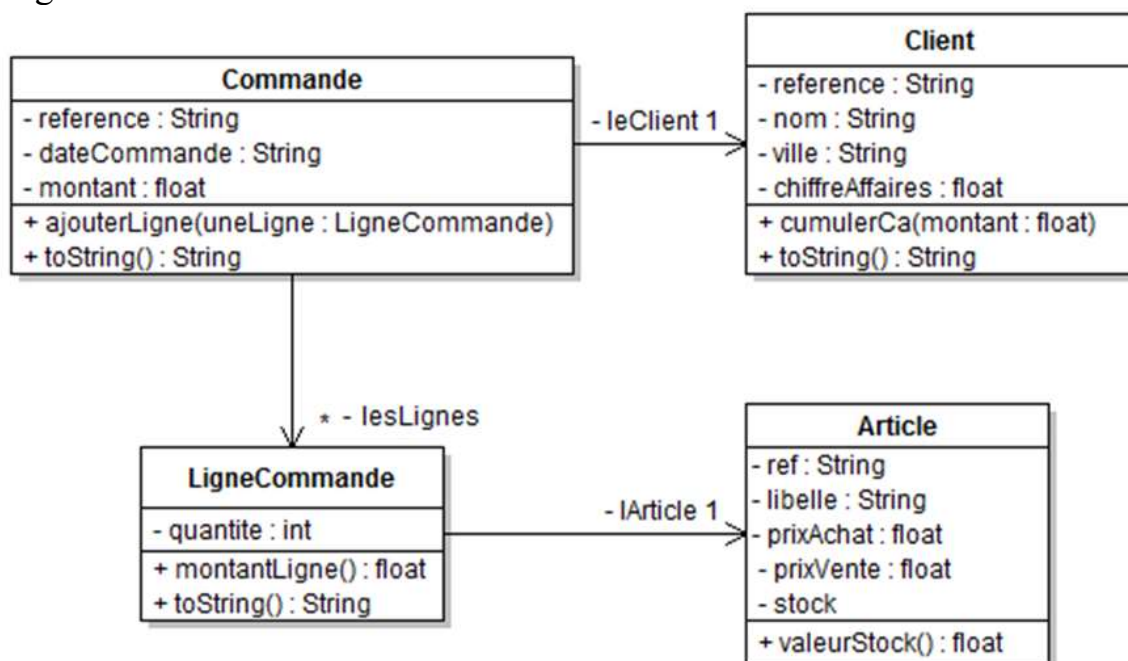 Commande
- reference : String
- dateCommande : String
- montant : float
+ ajouterLigne(uneLigne : LigneCommande)
+ toString() : String
- leClient 1
Client
- reference : String
- nom : String
- ville : String
- chiffreAffaires : float
+ cumulerCa(montant : float)
+ toString() : String
* - lesLignes
LigneCommande
- quantite : int
+ montantLigne() : float
+ toString() : String
- lArticle 1
Article
- ref : String
- libelle : String
- prixAchat : float
- prixVente : float
- stock
+ valeurStock() : float